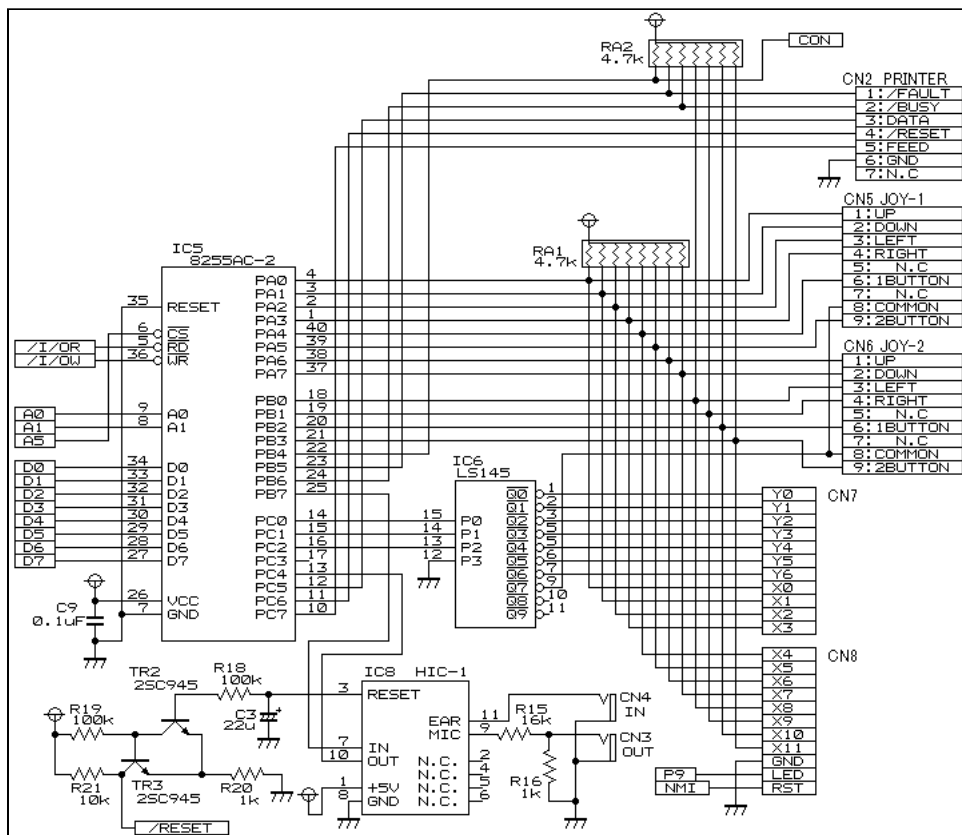 RA2
4.7k
CON
CN2 PRINTER
1:/FAULT
2:/BUSY
3:DATA
4:/RESET
5:FEED
6:GND
7:N.C
CN5 JOY-1
1:UP
2:DOWN
3:LEFT
4:RIGHT
5: N.C
6:1BUTTON
7: N.C
8:COMMON
9:2BUTTON
CN6 JOY-2
1:UP
2:DOWN
3:LEFT
4:RIGHT
5: N.C
6:1BUTTON
7: N.C
8:COMMON
9:2BUTTON
RA1
4.7k
IC5
8255AC-2
35 RESET
6 CS
5 RD
36 WR
/I/OR
/I/OW
9 A0
8 A1
A0
A1
A5
D0 34 D0
D1 33 D1
D2 32 D2
D3 31 D3
D4 30 D4
D5 29 D5
D6 28 D6
D7 27 D7
26 VCC
7 GND
C9
0.1uF
PA0 4
PA1 3
PA2 2
PA3 1
PA4 40
PA5 39
PA6 38
PA7 37
PB0 18
PB1 19
PB2 20
PB3 21
PB4 22
PB5 23
PB6 24
PB7 25
PC0 14
PC1 15
PC2 16
PC3 17
PC4 13
PC5 12
PC6 11
PC7 10
IC6
LS145
15 P0
14 P1
13 P2
12 P3
Q0 1
Q1 2
Q2 3
Q3 5
Q4 5
Q5 6
Q6 7
Q7 9
Q8 10
Q9 11
CN7
Y0
Y1
Y2
Y3
Y4
Y5
Y6
X0
X1
X2
X3
CN8
X4
X5
X6
X7
X8
X9
X10
X11
GND
P9 LED
NMI RST
IC8 HIC-1
3 RESET
7 IN
10 OUT
1 +5V
8 GND
EAR 11
MIC 9
N.C. 2
N.C. 4
N.C. 5
N.C. 6
R15
16k
R16
1k
CN4
IN
CN3
OUT
TR2
2SC945
R18
100k
C3
22u
+
R19
100k
R21
10k
TR3
2SC945
R20
1k
/RESET